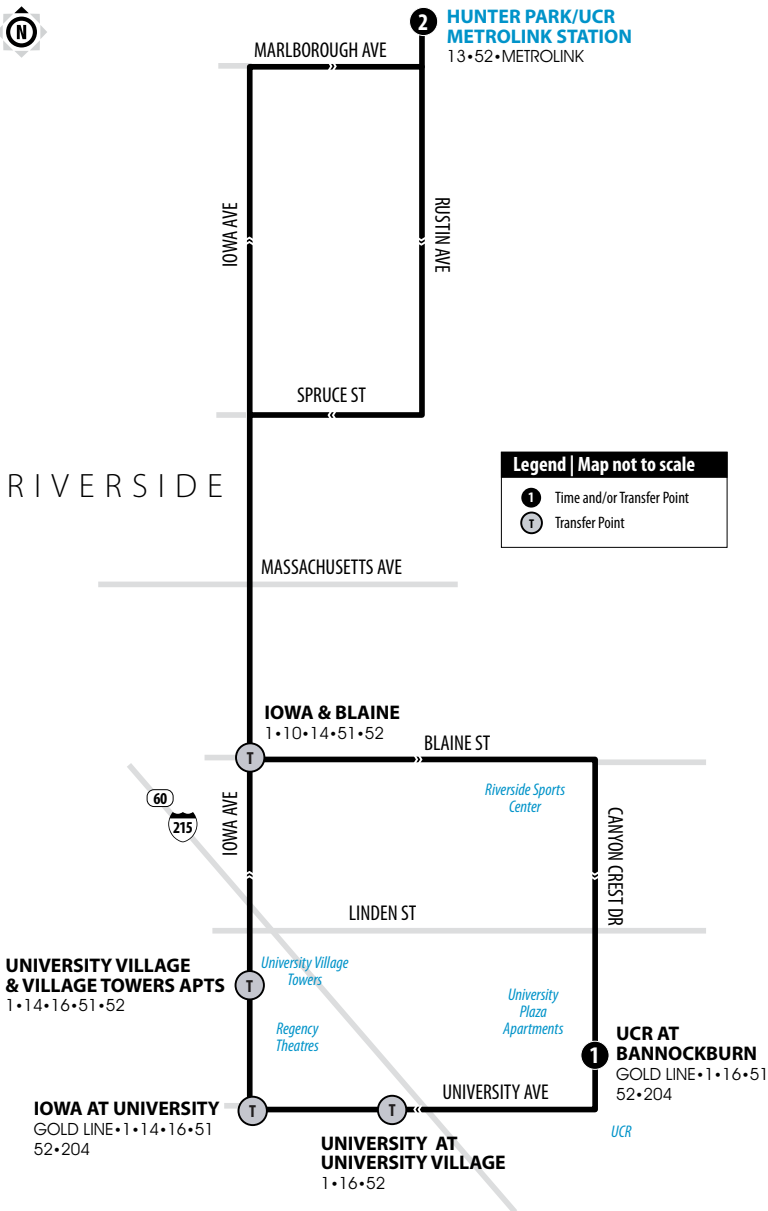 N
2
HUNTER PARK/UCR
METROLINK STATION
13•52•METROLINK
MARLBOROUGH AVE
IOWA AVE
RUSTIN AVE
SPRUCE ST
RIVERSIDE
Legend | Map not to scale
1 Time and/or Transfer Point
T Transfer Point
MASSACHUSETTS AVE
IOWA & BLAINE
1•10•14•51•52
T
BLAINE ST
Riverside Sports
Center
60
215
IOWA AVE
CANYON CREST DR
LINDEN ST
UNIVERSITY VILLAGE
& VILLAGE TOWERS APTS
1•14•16•51•52
T
University Village
Towers
Regency
Theatres
University
Plaza
Apartments
1
UCR AT
BANNOCKBURN
GOLD LINE•1•16•51
52•204
UNIVERSITY AVE
IOWA AT UNIVERSITY
GOLD LINE•1•14•16•51
52•204
T
T
UNIVERSITY AT
UNIVERSITY VILLAGE
1•16•52
UCR